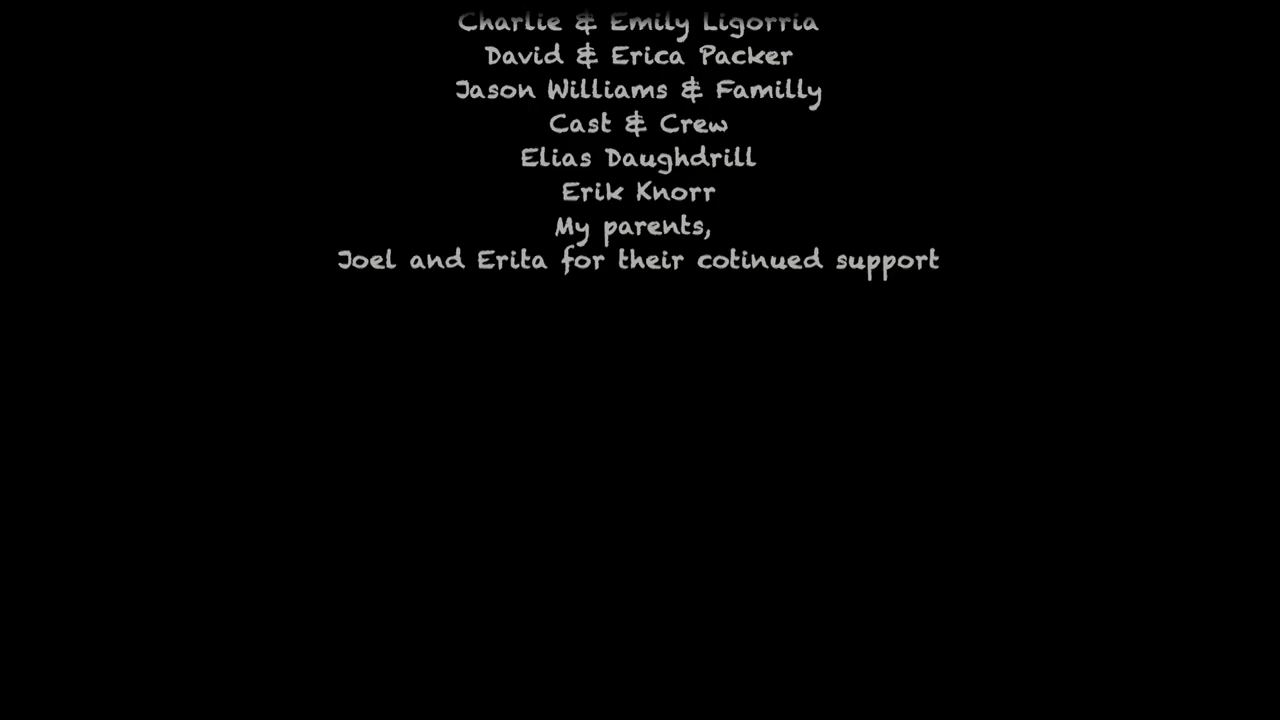 Charlie & Emily Ligorria
David & Erica Packer
Jason Williams & Familly
Cast & Crew
Elias Daughdrill
Erik Knorr
My parents,
Joel and Erita for their cotinued support